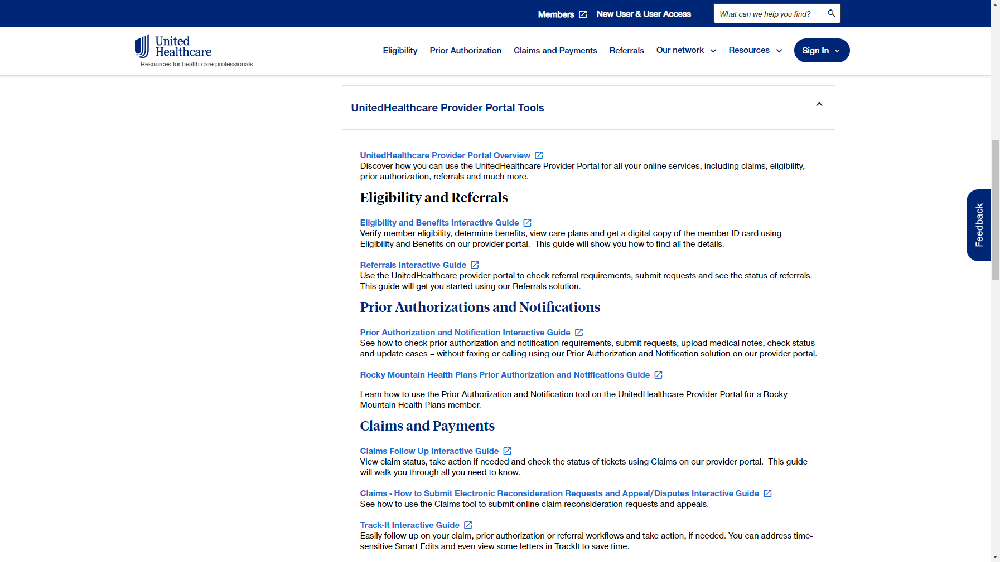 Members
New User & User Access
What can we help you find?
United
Healthcare
Resources for health care professionals
Eligibility
Prior Authorization
Claims and Payments
Referrals
Our network
Resources
Sign In
UnitedHealthcare Provider Portal Tools
UnitedHealthcare Provider Portal Overview
Discover how you can use the UnitedHealthcare Provider Portal for all your online services, including claims, eligibility,
prior authorization, referrals and much more.
Eligibility and Referrals
Eligibility and Benefits Interactive Guide
Verify member eligibility, determine benefits, view care plans and get a digital copy of the member ID card using
Eligibility and Benefits on our provider portal.  This guide will show you how to find all the details.
Referrals Interactive Guide
Use the UnitedHealthcare provider portal to check referral requirements, submit requests and see the status of referrals.
This guide will get you started using our Referrals solution.
Prior Authorizations and Notifications
Prior Authorization and Notification Interactive Guide
See how to check prior authorization and notification requirements, submit requests, upload medical notes, check status
and update cases – without faxing or calling using our Prior Authorization and Notification solution on our provider portal.
Rocky Mountain Health Plans Prior Authorization and Notifications Guide
Learn how to use the Prior Authorization and Notification tool on the UnitedHealthcare Provider Portal for a Rocky
Mountain Health Plans member.
Claims and Payments
Claims Follow Up Interactive Guide
View claim status, take action if needed and check the status of tickets using Claims on our provider portal.  This guide
will walk you through all you need to know.
Claims - How to Submit Electronic Reconsideration Requests and Appeal/Disputes Interactive Guide
See how to use the Claims tool to submit online claim reconsideration requests and appeals.
Track-It Interactive Guide
Easily follow up on your claim, prior authorization or referral workflows and take action, if needed. You can address time-
sensitive Smart Edits and even view some letters in TrackIt to save time.
Feedback